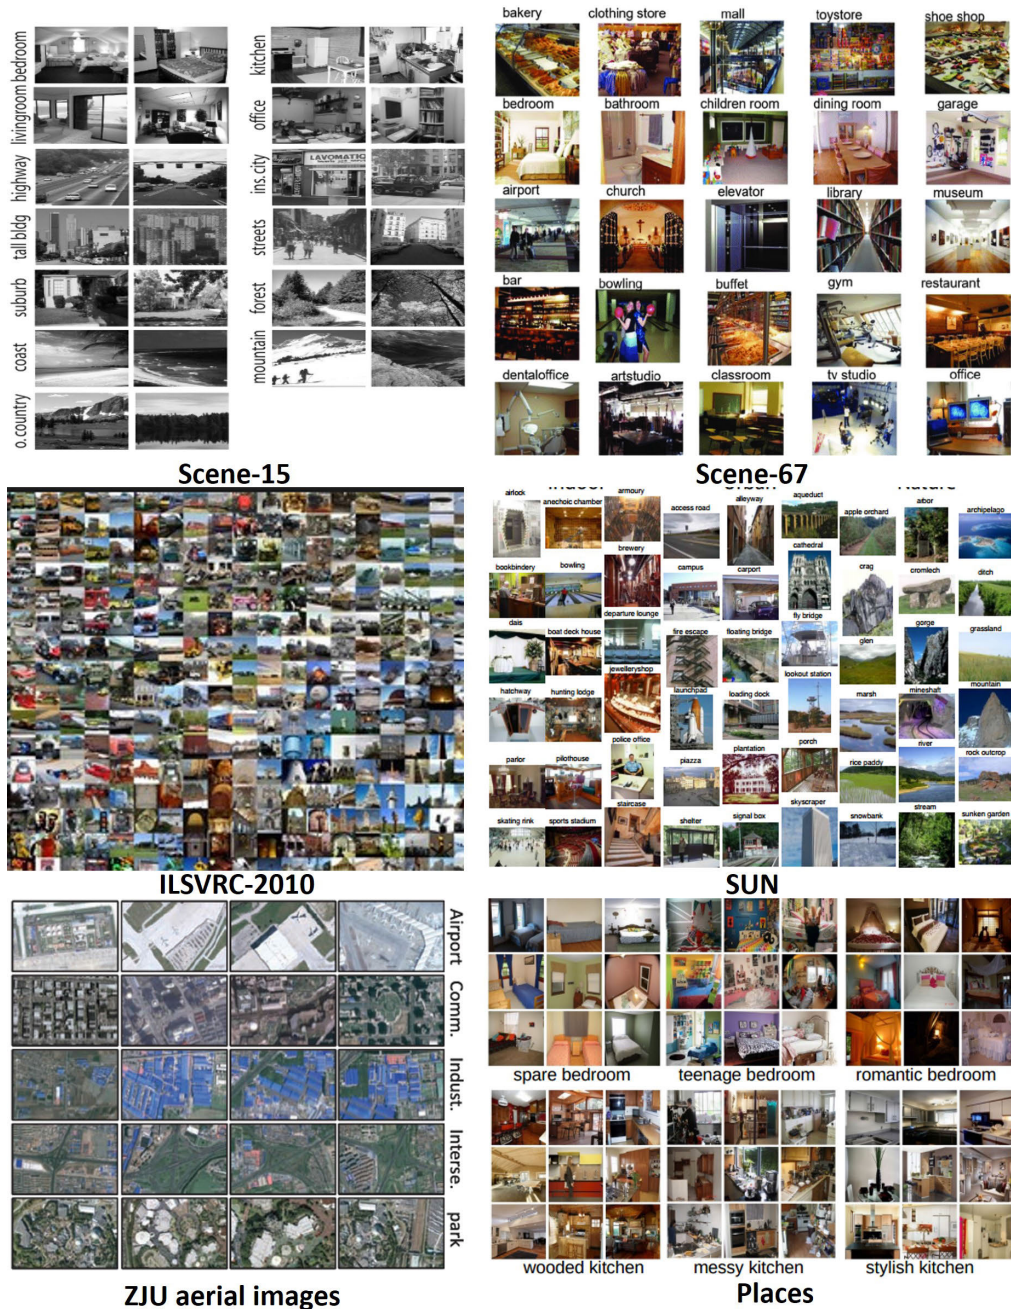 bedroom
livingroom
highway
tall bldg
suburb
coast
o.country
kitchen
office
ins.city
LAVOMATIC
streets
forest
mountain
Scene-15
bakery clothing store mall toystore shoe shop
bedroom bathroom children room dining room garage
airport church elevator library museum
bar bowling buffet gym restaurant
dentaloffice artstudio classroom tv studio office
Scene-67
ILSVRC-2010
airlock anechoic chamber armoury access road alleyway aqueduct apple orchard arbor archipelago
bookbindery bowling brewery campus carport cathedral crag cromlech ditch
dais boat deck house departure lounge fire escape floating bridge fly bridge glen gorge grassland
hatchway hunting lodge jewelleryshop launchpad loading dock lookout station marsh mineshaft mountain
parlor pilothouse police office piazza plantation porch rice paddy river rock outcrop
skating rink sports stadium staircase shelter signal box skyscraper snowbank stream sunken garden
SUN
Airport
Comm.
Indust.
Interse.
park
ZJU aerial images
spare bedroom teenage bedroom romantic bedroom
wooded kitchen messy kitchen stylish kitchen
Places